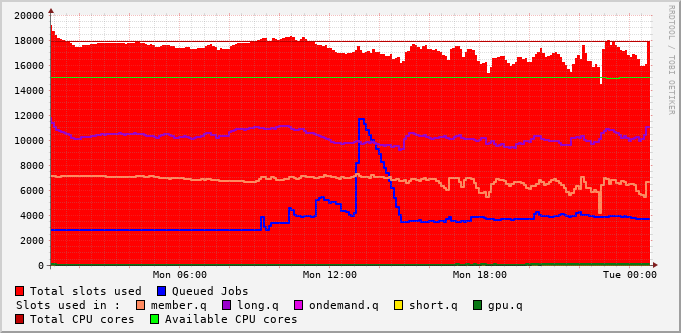 20000
18000
16000
14000
12000
10000
8000
6000
4000
2000
0
Mon 06:00 Mon 12:00 Mon 18:00 Tue 00:00
RRDTOOL / TOBI OETIKER
Total slots used Queued Jobs
Slots used in : member.q long.q ondemand.q short.q gpu.q
Total CPU cores Available CPU cores